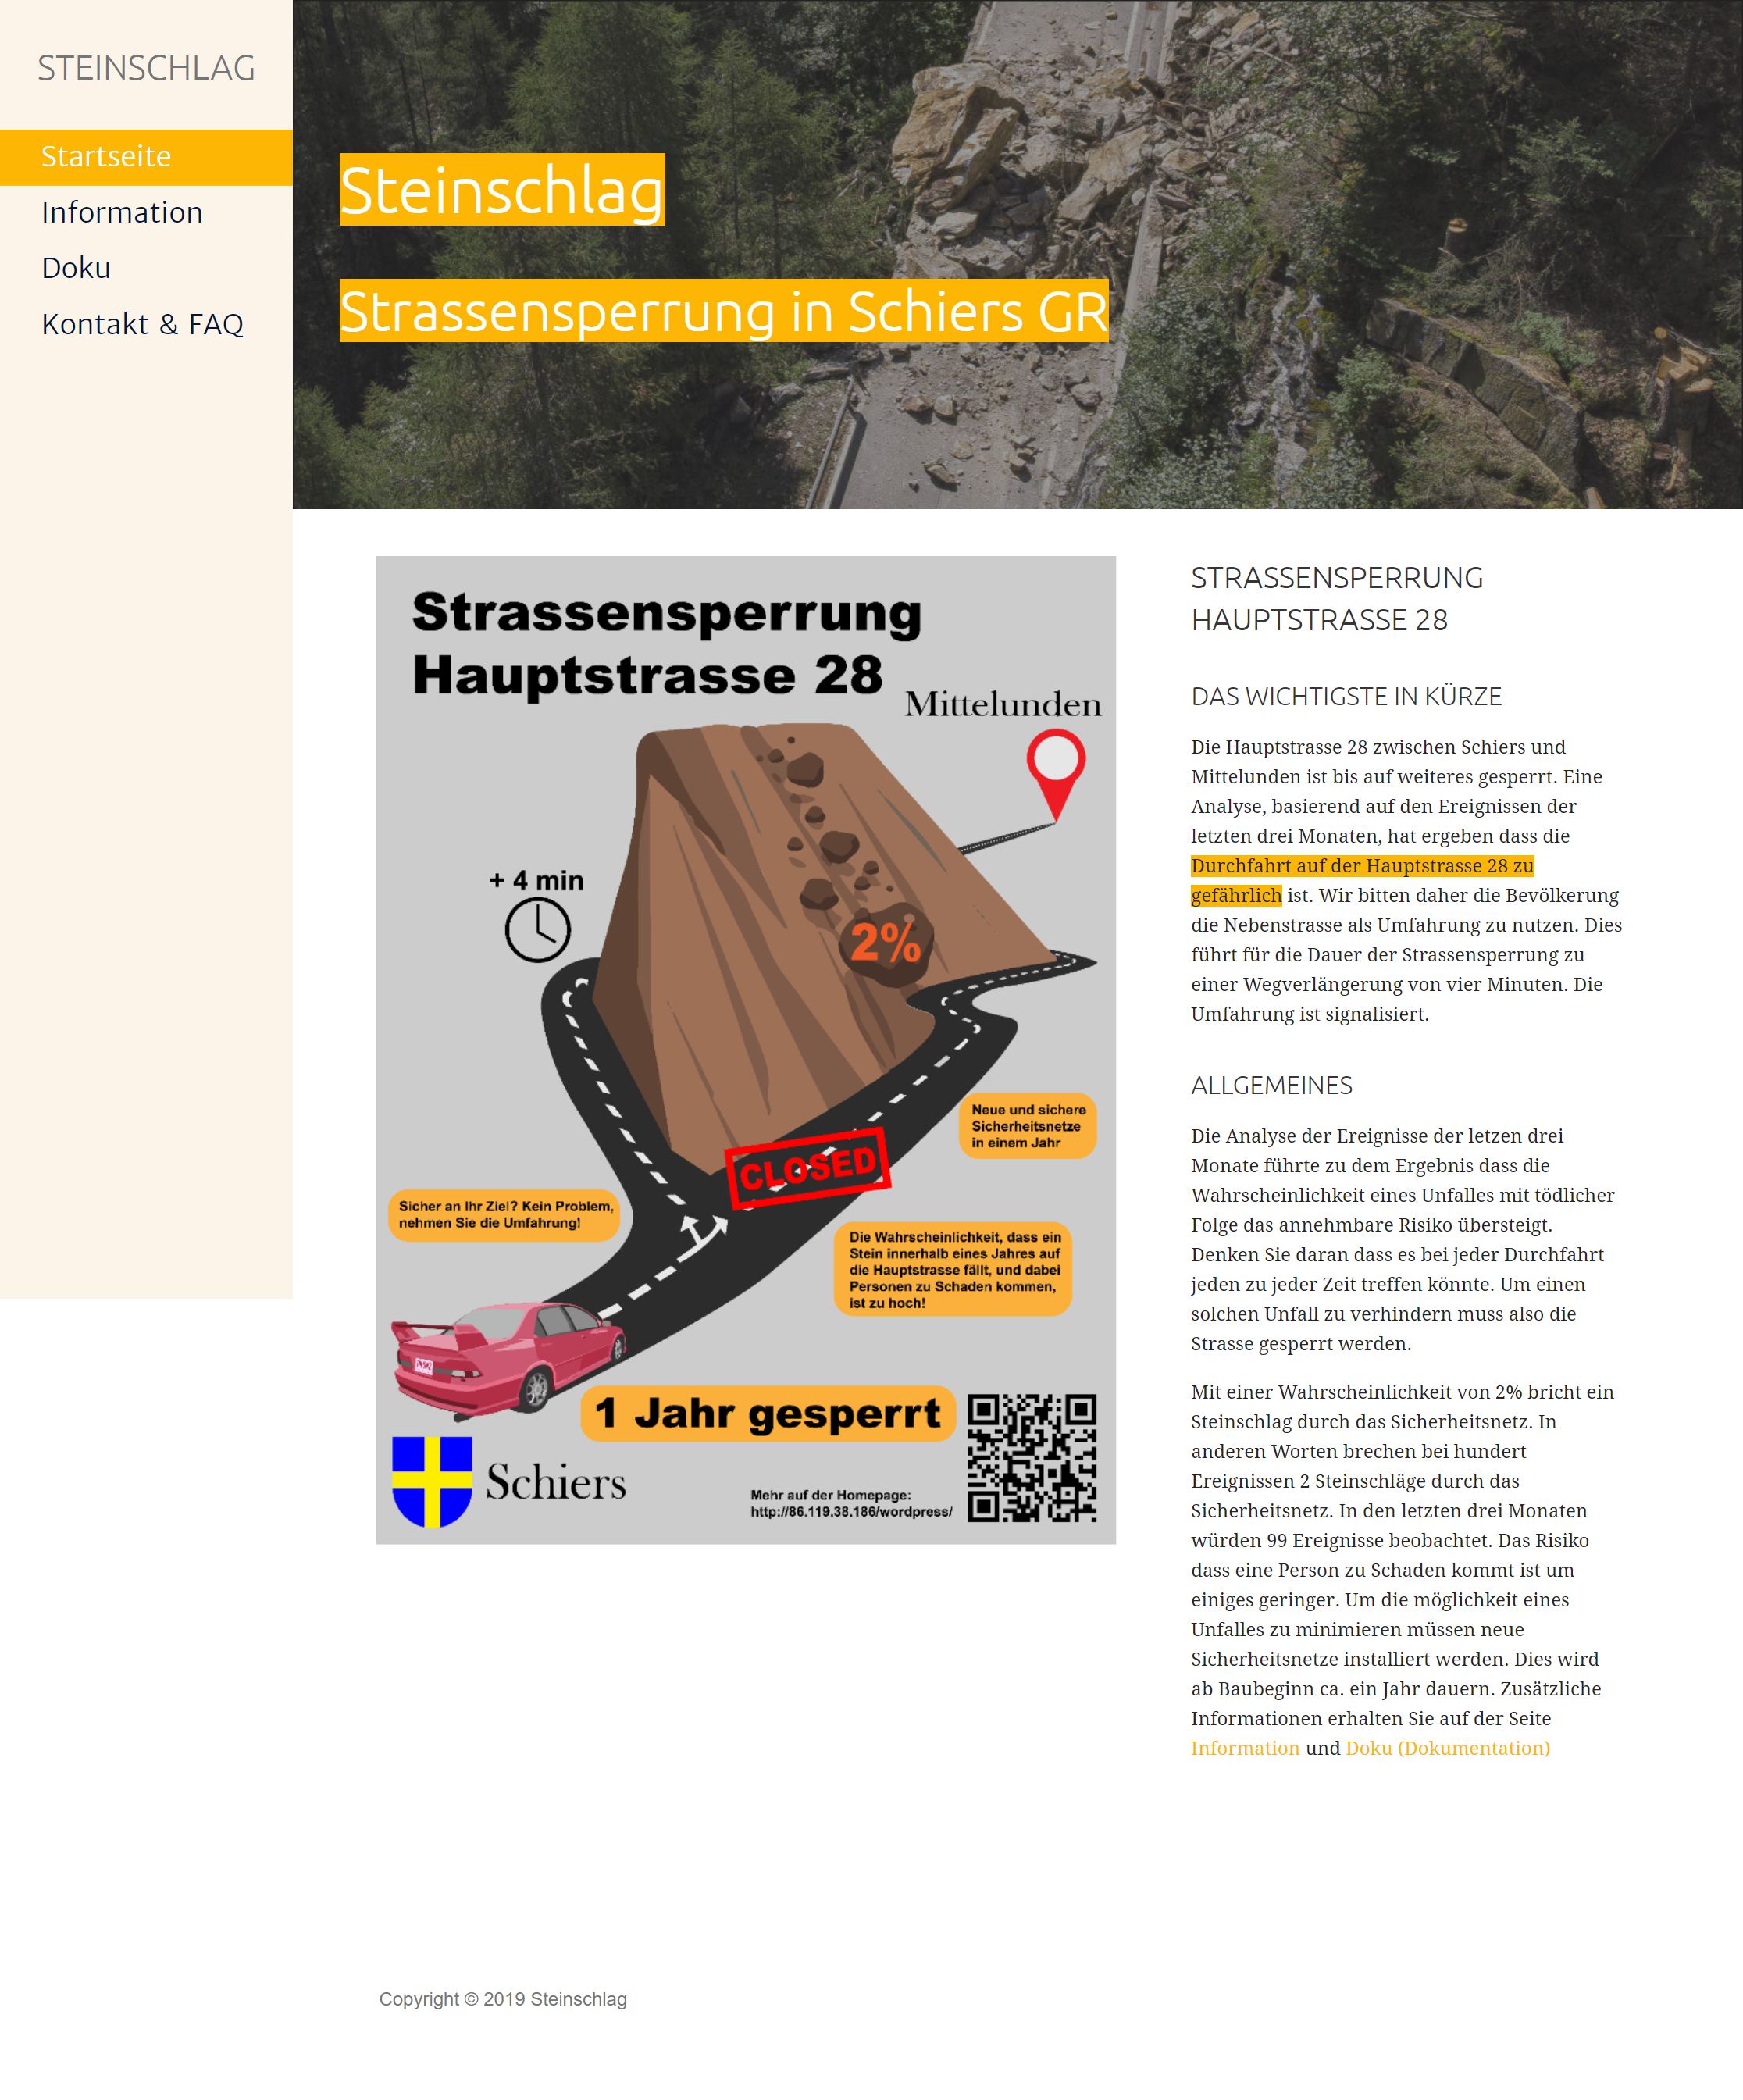 STEINSCHLAG
Startseite
Information
Doku
Kontakt & FAQ
Steinschlag
Strassensperrung in Schiers GR
Strassensperrung
Hauptstrasse 28
Mittelunden
+ 4 min
2%
Neue und sichere
Sicherheitsnetze
in einem Jahr
CLOSED
Sicher an Ihr Ziel? Kein Problem,
nehmen Sie die Umfahrung!
Die Wahrscheinlichkeit, dass ein
Stein innerhalb eines Jahres auf
die Hauptstrasse fällt, und dabei
Personen zu Schaden kommen,
ist zu hoch!
1 Jahr gesperrt
Schiers
Mehr auf der Homepage:
http://86.119.38.186/wordpress/
STRASSENSPERRUNG
HAUPTSTRASSE 28
DAS WICHTIGSTE IN KÜRZE
Die Hauptstrasse 28 zwischen Schiers und
Mittelunden ist bis auf weiteres gesperrt. Eine
Analyse, basierend auf den Ereignissen der
letzten drei Monaten, hat ergeben dass die
Durchfahrt auf der Hauptstrasse 28 zu
gefährlich ist. Wir bitten daher die Bevölkerung
die Nebenstrasse als Umfahrung zu nutzen. Dies
führt für die Dauer der Strassensperrung zu
einer Wegverlängerung von vier Minuten. Die
Umfahrung ist signalisiert.
ALLGEMEINES
Die Analyse der Ereignisse der letzen drei
Monate führte zu dem Ergebnis dass die
Wahrscheinlichkeit eines Unfalles mit tödlicher
Folge das annehmbare Risiko übersteigt.
Denken Sie daran dass es bei jeder Durchfahrt
jeden zu jeder Zeit treffen könnte. Um einen
solchen Unfall zu verhindern muss also die
Strasse gesperrt werden.
Mit einer Wahrscheinlichkeit von 2% bricht ein
Steinschlag durch das Sicherheitsnetz. In
anderen Worten brechen bei hundert
Ereignissen 2 Steinschläge durch das
Sicherheitsnetz. In den letzten drei Monaten
würden 99 Ereignisse beobachtet. Das Risiko
dass eine Person zu Schaden kommt ist um
einiges geringer. Um die möglichkeit eines
Unfalles zu minimieren müssen neue
Sicherheitsnetze installiert werden. Dies wird
ab Baubeginn ca. ein Jahr dauern. Zusätzliche
Informationen erhalten Sie auf der Seite
Information und Doku (Dokumentation)
Copyright © 2019 Steinschlag